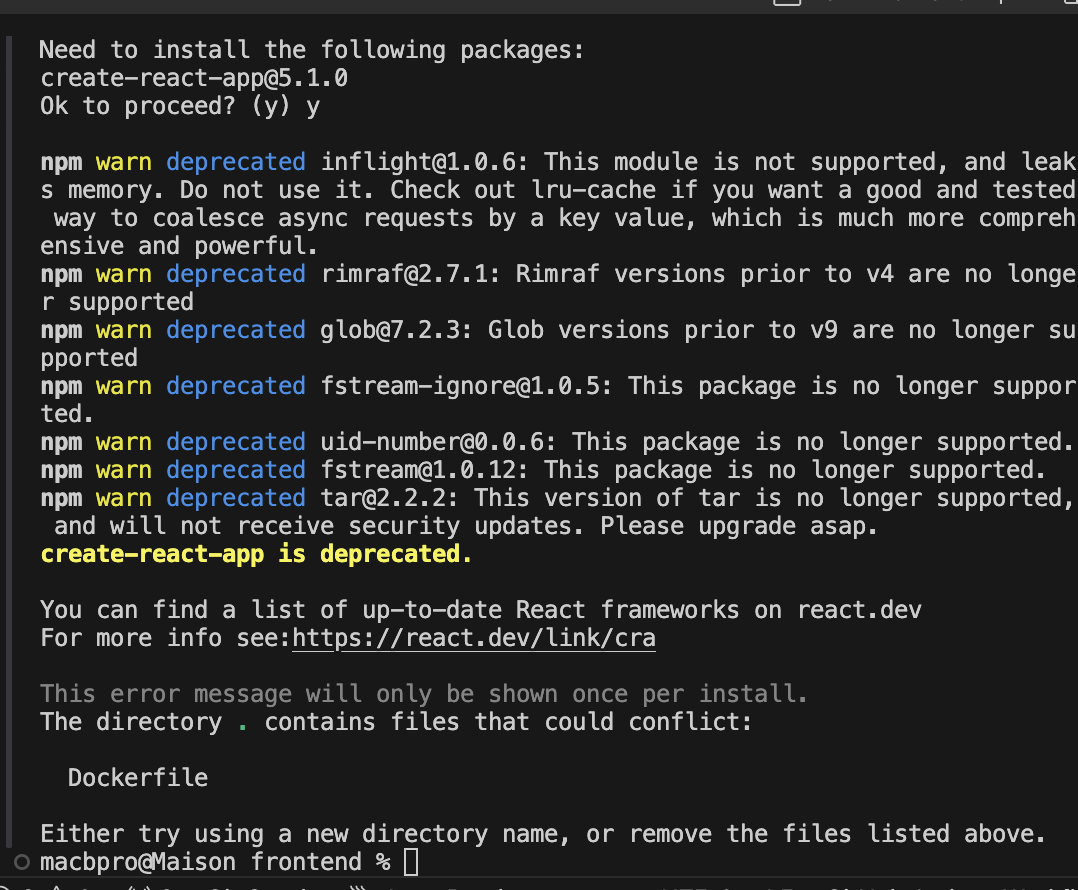 Need to install the following packages:
create-react-app@5.1.0
Ok to proceed? (y) y
npm warn deprecated inflight@1.0.6: This module is not supported, and leak
s memory. Do not use it. Check out lru-cache if you want a good and tested
way to coalesce async requests by a key value, which is much more compreh
ensive and powerful.
npm warn deprecated rimraf@2.7.1: Rimraf versions prior to v4 are no longe
r supported
npm warn deprecated glob@7.2.3: Glob versions prior to v9 are no longer su
pported
npm warn deprecated fstream-ignore@1.0.5: This package is no longer suppor
ted.
npm warn deprecated uid-number@0.0.6: This package is no longer supported.
npm warn deprecated fstream@1.0.12: This package is no longer supported.
npm warn deprecated tar@2.2.2: This version of tar is no longer supported,
and will not receive security updates. Please upgrade asap.
create-react-app is deprecated.
You can find a list of up-to-date React frameworks on react.dev
For more info see:https://react.dev/link/cra
This error message will only be shown once per install.
The directory . contains files that could conflict:
Dockerfile
Either try using a new directory name, or remove the files listed above.
macbpro@Maison frontend %